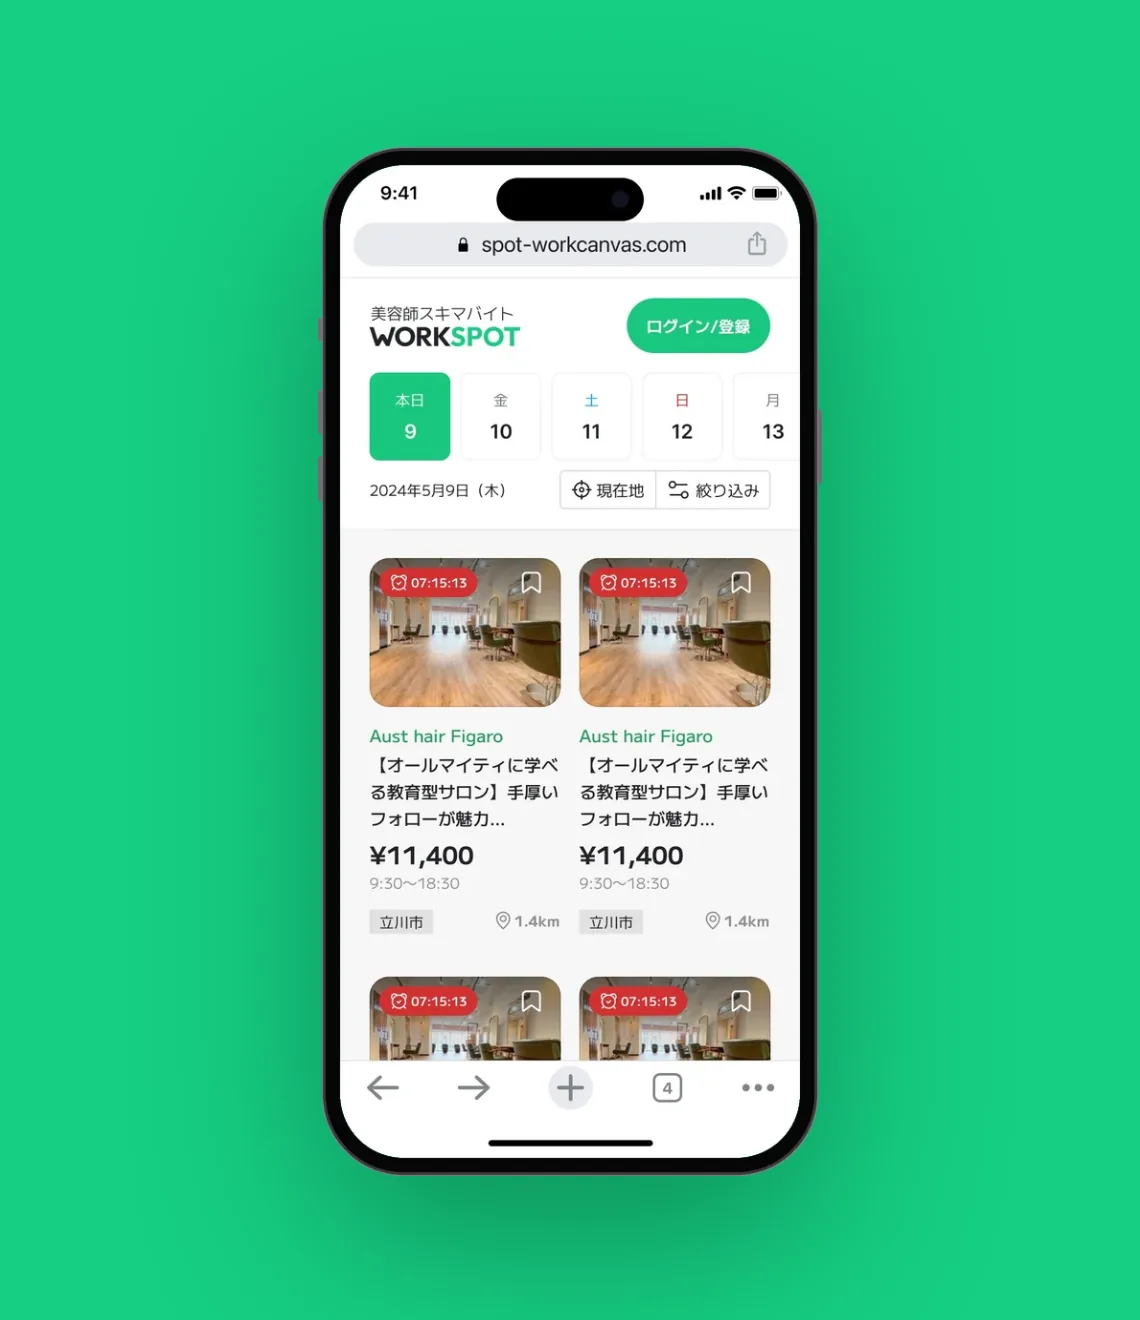 9:41
spot-workcanvas.com
美容師スキマバイト
WORKSPOT
ログイン/登録
本日 金 土 日 月
9 10 11 12 13
2024年5月9日（木）
現在地 絞り込み
07:15:13 07:15:13
Aust hair Figaro Aust hair Figaro
【オールマイティに学べ 【オールマイティに学べ
る教育型サロン】手厚い る教育型サロン】手厚い
フォローが魅力... フォローが魅力...
¥11,400 ¥11,400
9:30〜18:30 9:30〜18:30
立川市 1.4km 立川市 1.4km
07:15:13 07:15:13
4